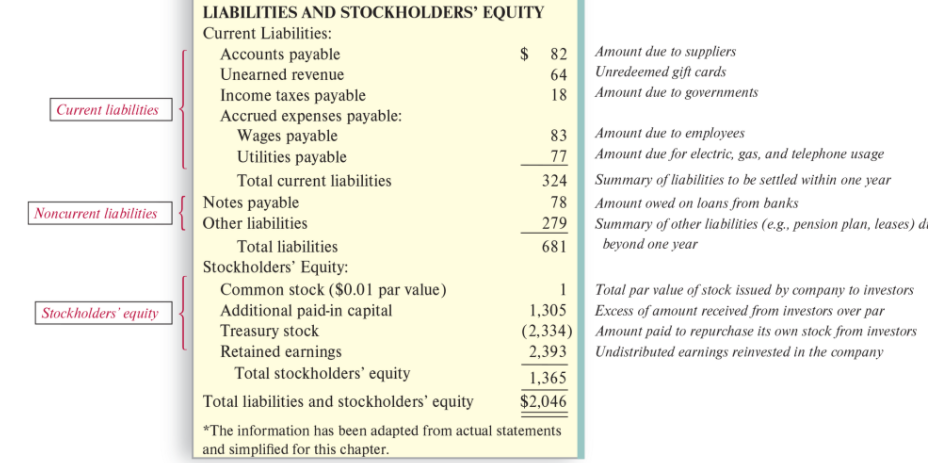 LIABILITIES AND STOCKHOLDERS' EQUITY
Current Liabilities:
Accounts payable $ 82 Amount due to suppliers
Unearned revenue 64 Unredeemed gift cards
Income taxes payable 18 Amount due to governments
Current liabilities
Accrued expenses payable:
Wages payable 83 Amount due to employees
Utilities payable 77 Amount due for electric, gas, and telephone usage
Total current liabilities 324 Summary of liabilities to be settled within one year
Notes payable 78 Amount owed on loans from banks
Noncurrent liabilities
Other liabilities 279 Summary of other liabilities (e.g., pension plan, leases)
Total liabilities 681 beyond one year
Stockholders' Equity:
Common stock ($0.01 par value) 1 Total par value of stock issued by company to investors
Stockholders' equity
Additional paid-in capital 1,305 Excess of amount received from investors over par
Treasury stock (2,334) Amount paid to repurchase its own stock from investors
Retained earnings 2,393 Undistributed earnings reinvested in the company
Total stockholders' equity 1,365
Total liabilities and stockholders' equity $2,046
*The information has been adapted from actual statements
and simplified for this chapter.